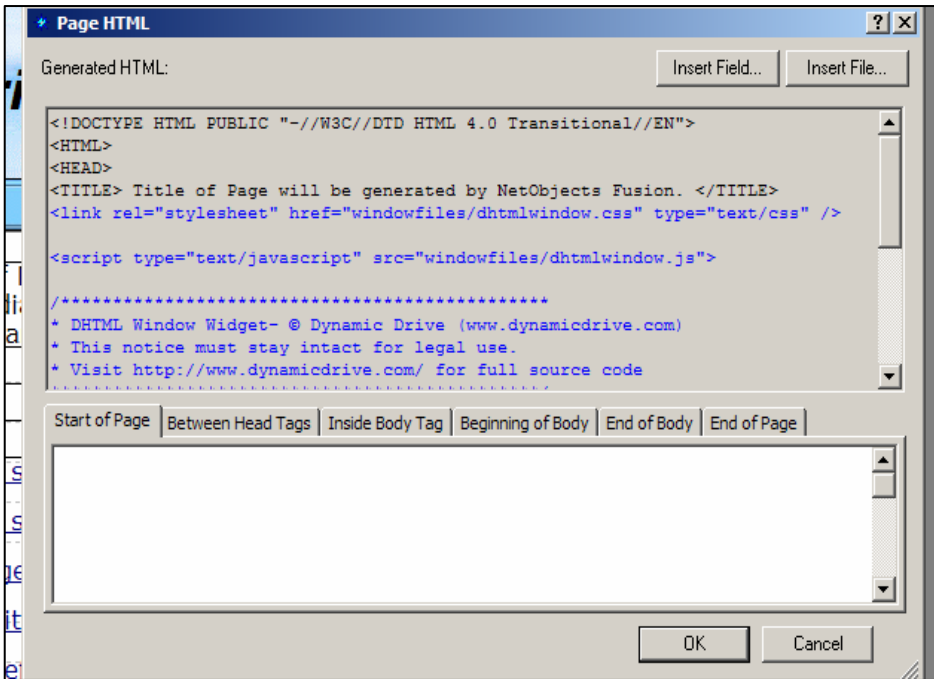 Page HTML
Generated HTML:
Insert Field...
Insert File...
<!DOCTYPE HTML PUBLIC "-//W3C//DTD HTML 4.0 Transitional//EN">
<HTML>
<HEAD>
<TITLE> Title of Page will be generated by NetObjects Fusion. </TITLE>
<link rel="stylesheet" href="windowfiles/dhtmlwindow.css" type="text/css" />
<script type="text/javascript" src="windowfiles/dhtmlwindow.js">
/***********************************************
* DHTML Window Widget- © Dynamic Drive (www.dynamicdrive.com)
* This notice must stay intact for legal use.
* Visit http://www.dynamicdrive.com/ for full source code
Start of Page
Between Head Tags
Inside Body Tag
Beginning of Body
End of Body
End of Page
OK
Cancel